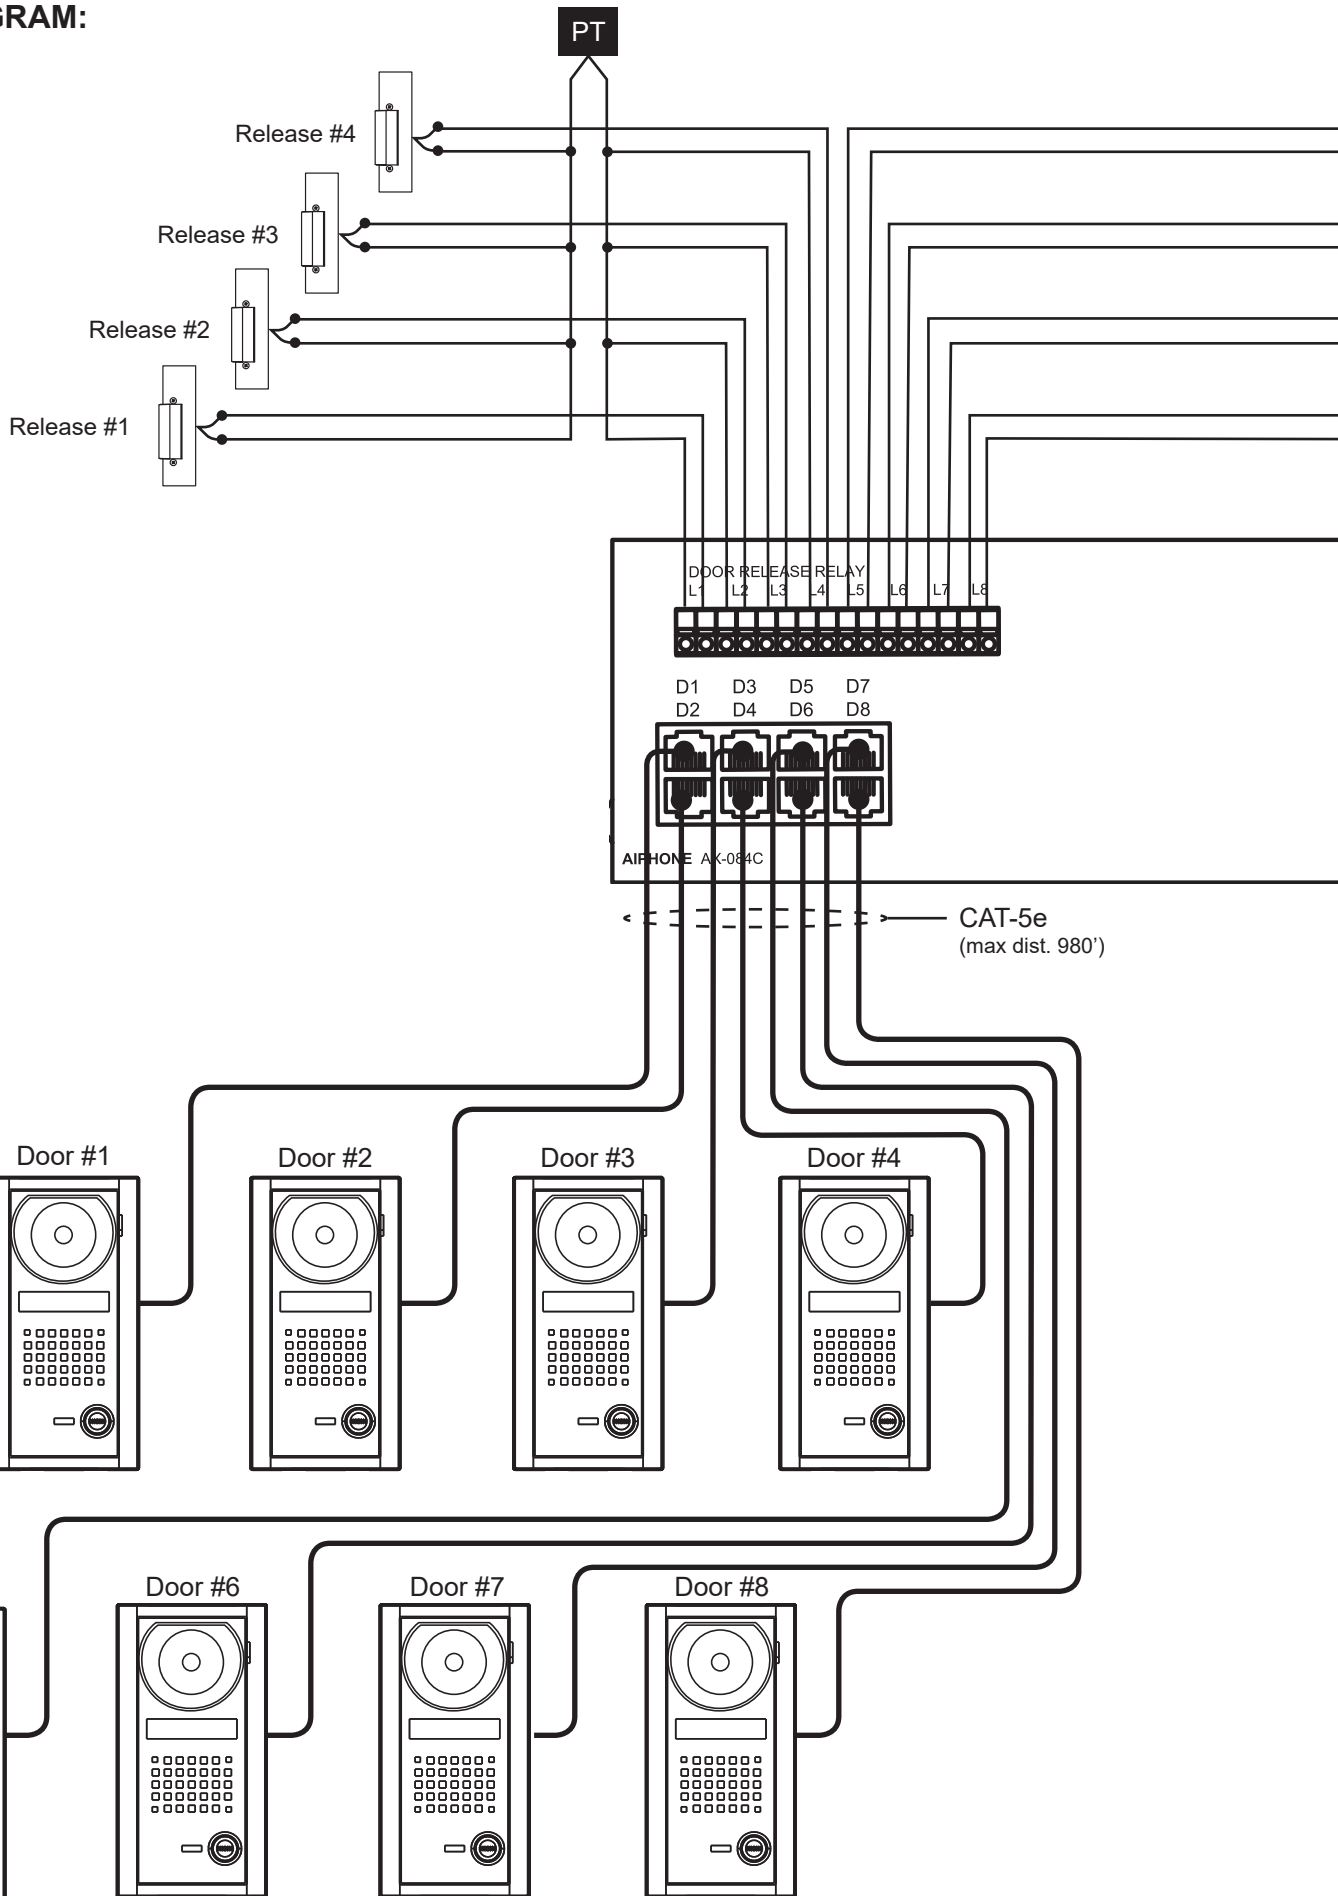 GRAM:
PT
Release #4
Release #3
Release #2
Release #1
DOOR RELEASE RELAY
L1 L2 L3 L4 L5 L6 L7 L8
D1 D3 D5 D7
D2 D4 D6 D8
AIPHONE AX-084C
CAT-5e
(max dist. 980’)
Door #1 Door #2 Door #3 Door #4
Door #6 Door #7 Door #8